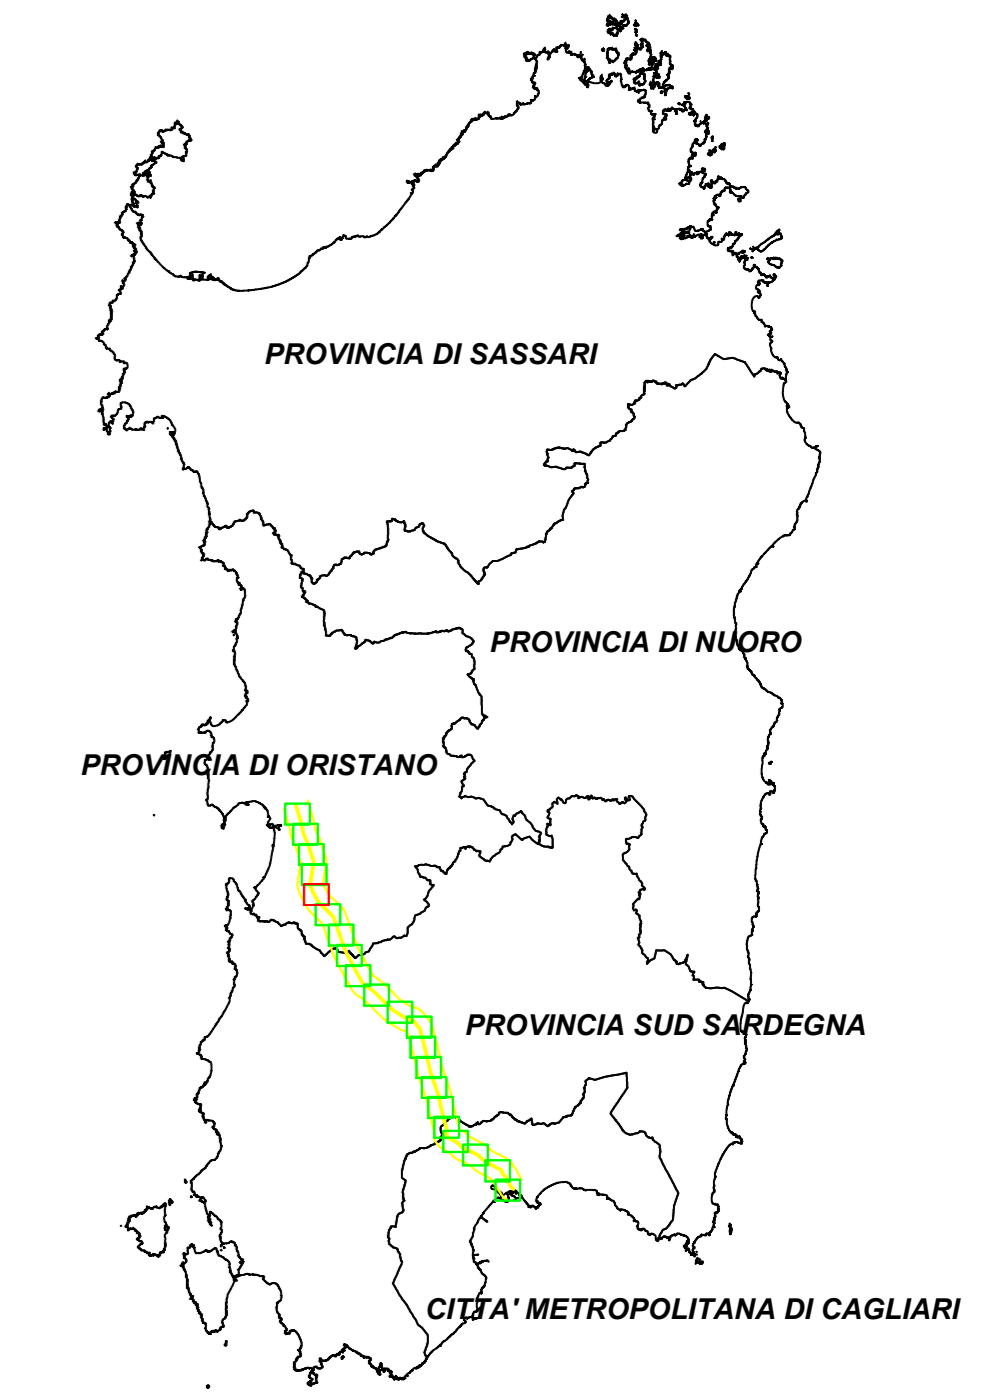 PROVINCIA DI SASSARI
PROVINCIA DI NUORO
PROVINCIA DI ORISTANO
PROVINCIA SUD SARDEGNA
CITTA' METROPOLITANA DI CAGLIARI